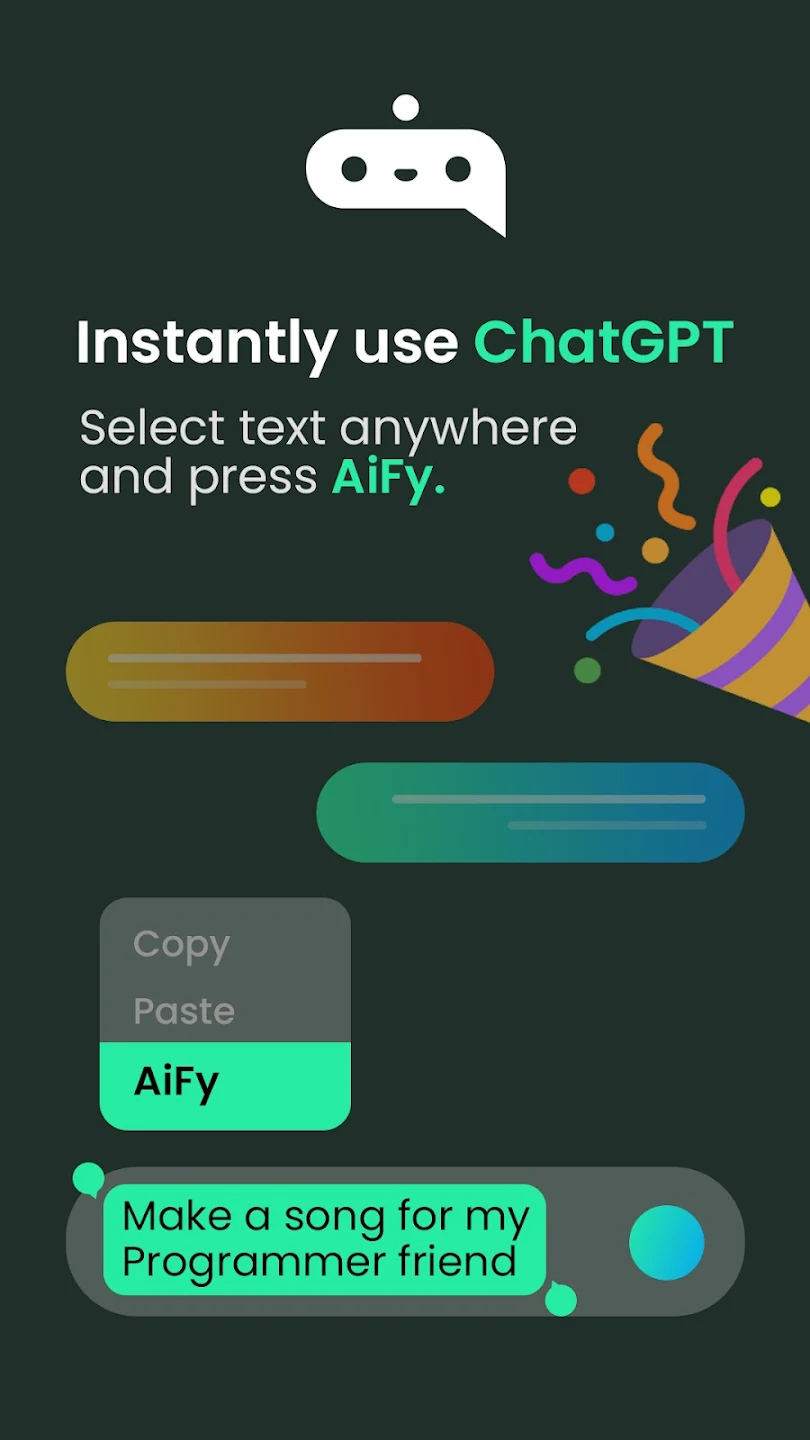 Instantly use ChatGPT
Select text anywhere
and press AiFy.
Copy
Paste
AiFy
Make a song for my
Programmer friend